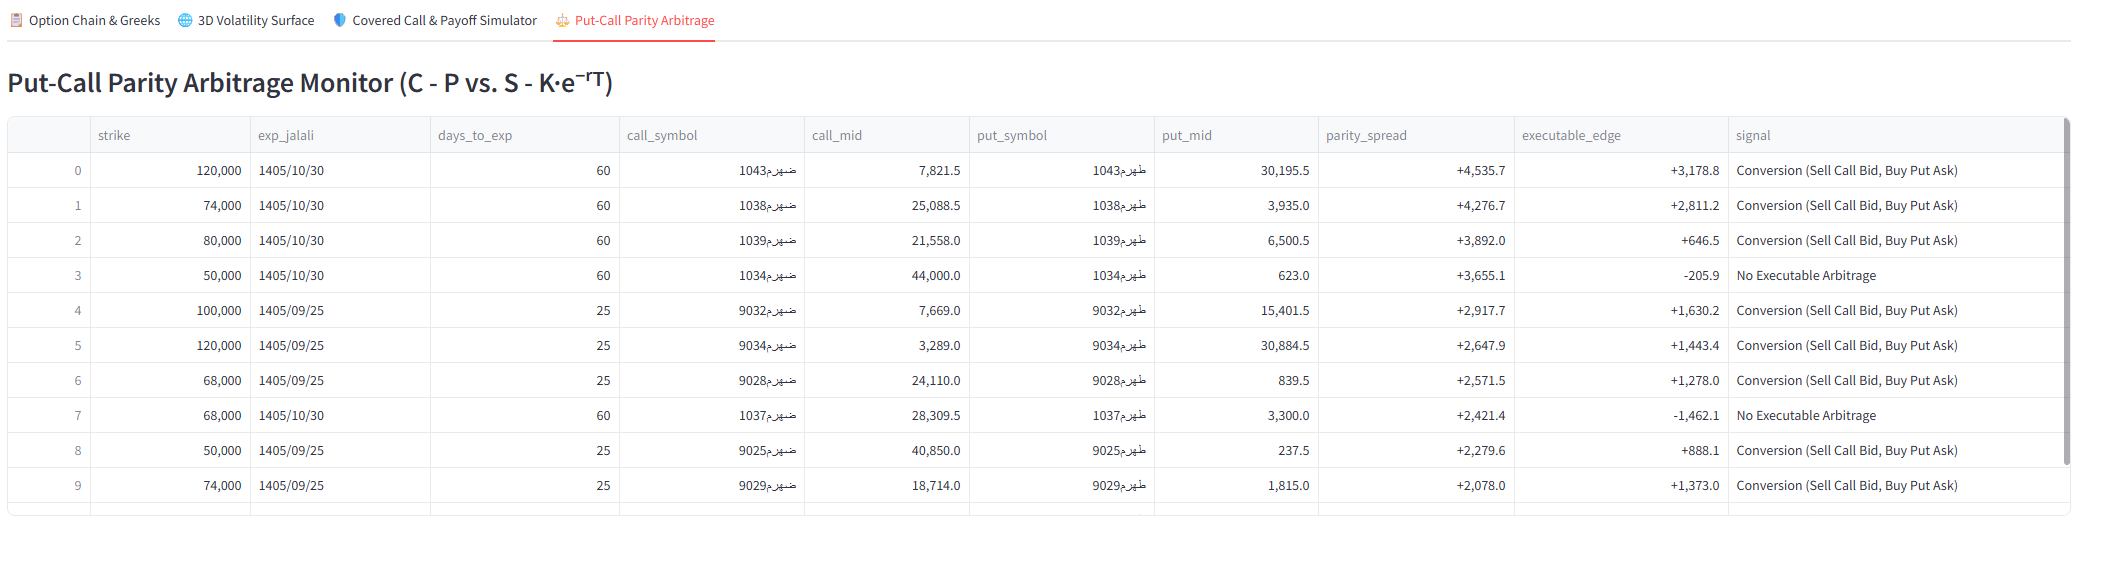 Option Chain & Greeks 3D Volatility Surface Covered Call & Payoff Simulator Put-Call Parity Arbitrage
Put-Call Parity Arbitrage Monitor (C - P vs. S - K·e⁻ʳᵀ)
strike exp_jalali days_to_exp call_symbol call_mid put_symbol put_mid parity_spread executable_edge signal
0 120,000 1405/10/30 60 ضهرم1043 7,821.5 طهرم1043 30,195.5 +4,535.7 +3,178.8 Conversion (Sell Call Bid, Buy Put Ask)
1 74,000 1405/10/30 60 ضهرم1038 25,088.5 طهرم1038 3,935.0 +4,276.7 +2,811.2 Conversion (Sell Call Bid, Buy Put Ask)
2 80,000 1405/10/30 60 ضهرم1039 21,558.0 طهرم1039 6,500.5 +3,892.0 +646.5 Conversion (Sell Call Bid, Buy Put Ask)
3 50,000 1405/10/30 60 ضهرم1034 44,000.0 طهرم1034 623.0 +3,655.1 -205.9 No Executable Arbitrage
4 100,000 1405/09/25 25 ضهرم9032 7,669.0 طهرم9032 15,401.5 +2,917.7 +1,630.2 Conversion (Sell Call Bid, Buy Put Ask)
5 120,000 1405/09/25 25 ضهرم9034 3,289.0 طهرم9034 30,884.5 +2,647.9 +1,443.4 Conversion (Sell Call Bid, Buy Put Ask)
6 68,000 1405/09/25 25 ضهرم9028 24,110.0 طهرم9028 839.5 +2,571.5 +1,278.0 Conversion (Sell Call Bid, Buy Put Ask)
7 68,000 1405/10/30 60 ضهرم1037 28,309.5 طهرم1037 3,300.0 +2,421.4 -1,462.1 No Executable Arbitrage
8 50,000 1405/09/25 25 ضهرم9025 40,850.0 طهرم9025 237.5 +2,279.6 +888.1 Conversion (Sell Call Bid, Buy Put Ask)
9 74,000 1405/09/25 25 ضهرم9029 18,714.0 طهرم9029 1,815.0 +2,078.0 +1,373.0 Conversion (Sell Call Bid, Buy Put Ask)